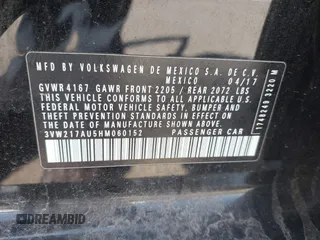 MFD. BY VOLKSWAGEN DE MEXICO S.A. DE C.V.
MEXICO 04/17
GVWR 4167 GAWR FRONT 2205 / REAR 2072 LBS
THIS VEHICLE CONFORMS TO ALL APPLICABLE
FEDERAL MOTOR VEHICLE SAFETY, BUMPER AND
THEFT PREVENTION STANDARDS IN EFFECT ON THE
DATE OF MANUFACTURE SHOWN ABOVE.
3VW217AU5HM060152 PASSENGER CAR
1740249 3220 M
DREAMBID